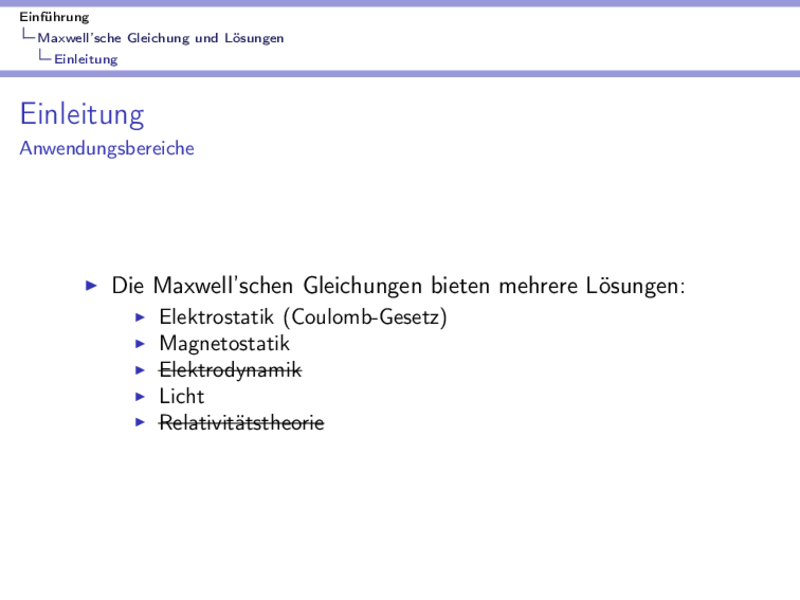 Einführung
Maxwell'sche Gleichung und Lösungen
Einleitung
Einleitung
Anwendungsbereiche
Die Maxwell'schen Gleichungen bieten mehrere Lösungen:
Elektrostatik (Coulomb-Gesetz)
Magnetostatik
Elektrodynamik
Licht
Relativitätstheorie